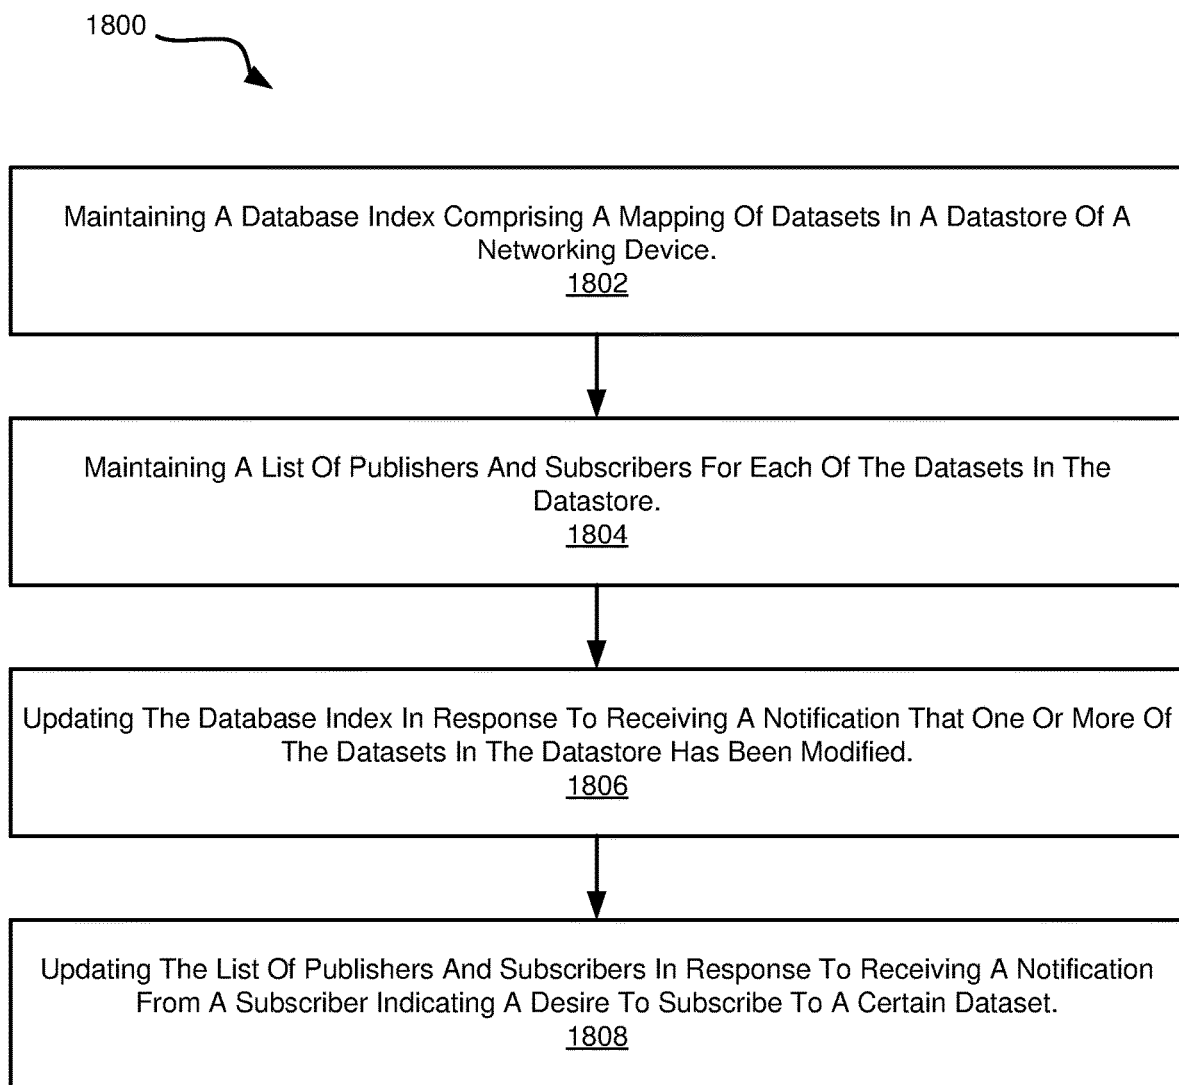 1800
Maintaining A Database Index Comprising A Mapping Of Datasets In A Datastore Of A
Networking Device.
1802
Maintaining A List Of Publishers And Subscribers For Each Of The Datasets In The
Datastore.
1804
Updating The Database Index In Response To Receiving A Notification That One Or More Of
The Datasets In The Datastore Has Been Modified.
1806
Updating The List Of Publishers And Subscribers In Response To Receiving A Notification
From A Subscriber Indicating A Desire To Subscribe To A Certain Dataset.
1808